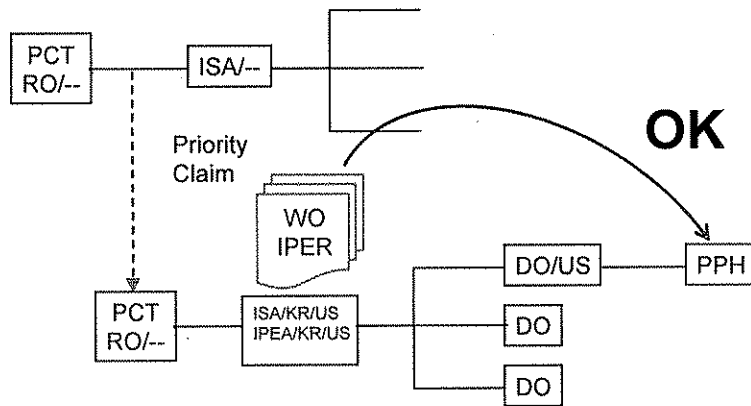 PCT
RO/--
ISA/--
OK
Priority
Claim
WO
IPER
DO/US
PPH
PCT
RO/--
ISA/KR/US
IPEA/KR/US
DO
DO